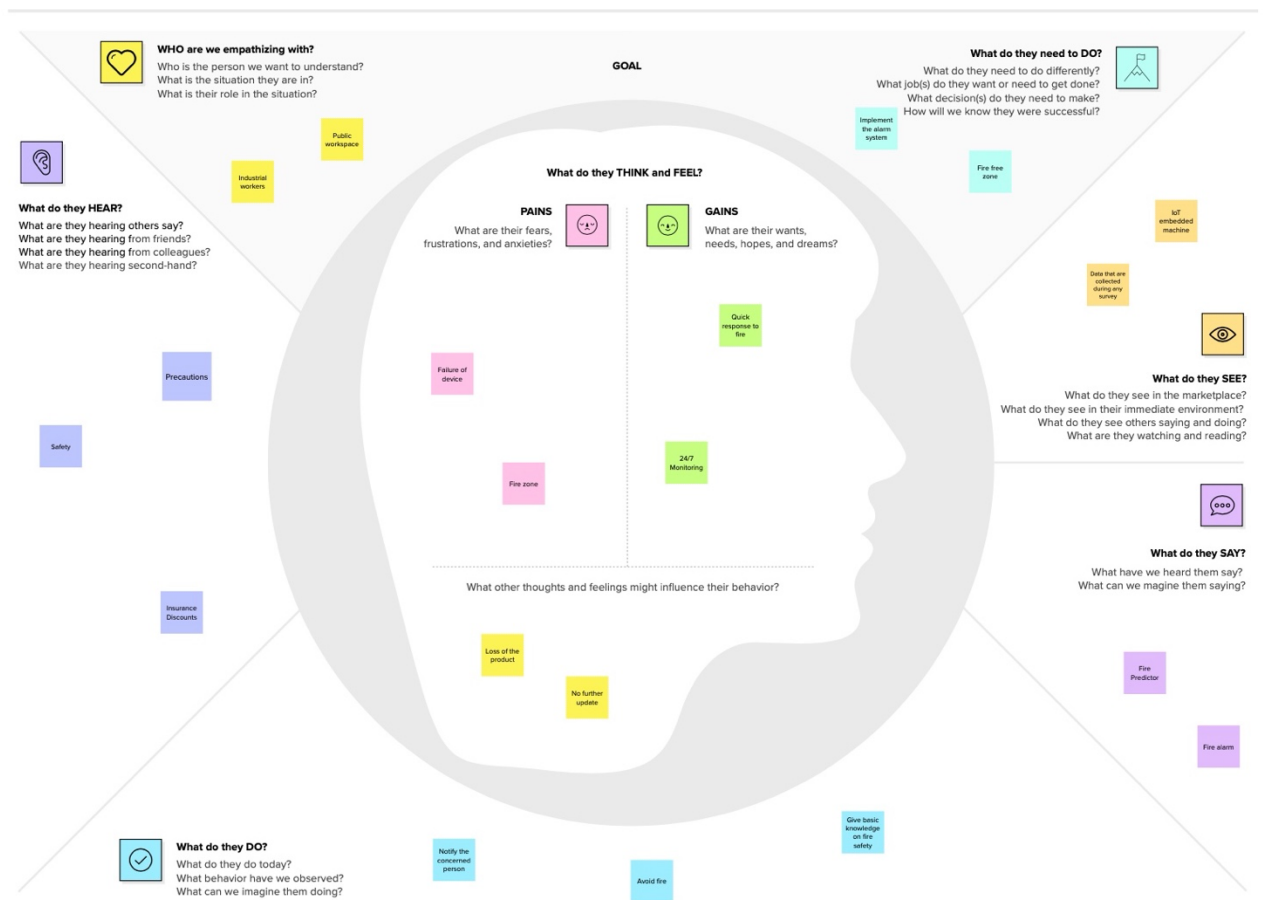 WHO are we empathizing with?
Who is the person we want to understand?
What is the situation they are in?
What is their role in the situation?
Public
workspace
Industrial
workers
GOAL
What do they need to DO?
What do they need to do differently?
What job(s) do they want or need to get done?
What decision(s) do they need to make?
How will we know they were successful?
Implement
the alarm
system
Fire free
zone
What do they HEAR?
What are they hearing others say?
What are they hearing from friends?
What are they hearing from colleagues?
What are they hearing second-hand?
Precautions
Safety
Insurance
Discounts
What do they THINK and FEEL?
PAINS
What are their fears,
frustrations, and anxieties?
Failure of
device
Fire zone
GAINS
What are their wants,
needs, hopes, and dreams?
Quick
response to
fire
24/7
Monitoring
What other thoughts and feelings might influence their behavior?
Loss of the
product
No further
update
IoT
embedded
machine
Data that are
collected
during any
survey
What do they SEE?
What do they see in the marketplace?
What do they see in their immediate environment?
What do they see others saying and doing?
What are they watching and reading?
What do they SAY?
What have we heard them say?
What can we magine them saying?
Fire
Predictor
Fire alarm
What do they DO?
What do they do today?
What behavior have we observed?
What can we imagine them doing?
Notify the
concerned
person
Avoid fire
Give basic
knowledge
on fire
safety